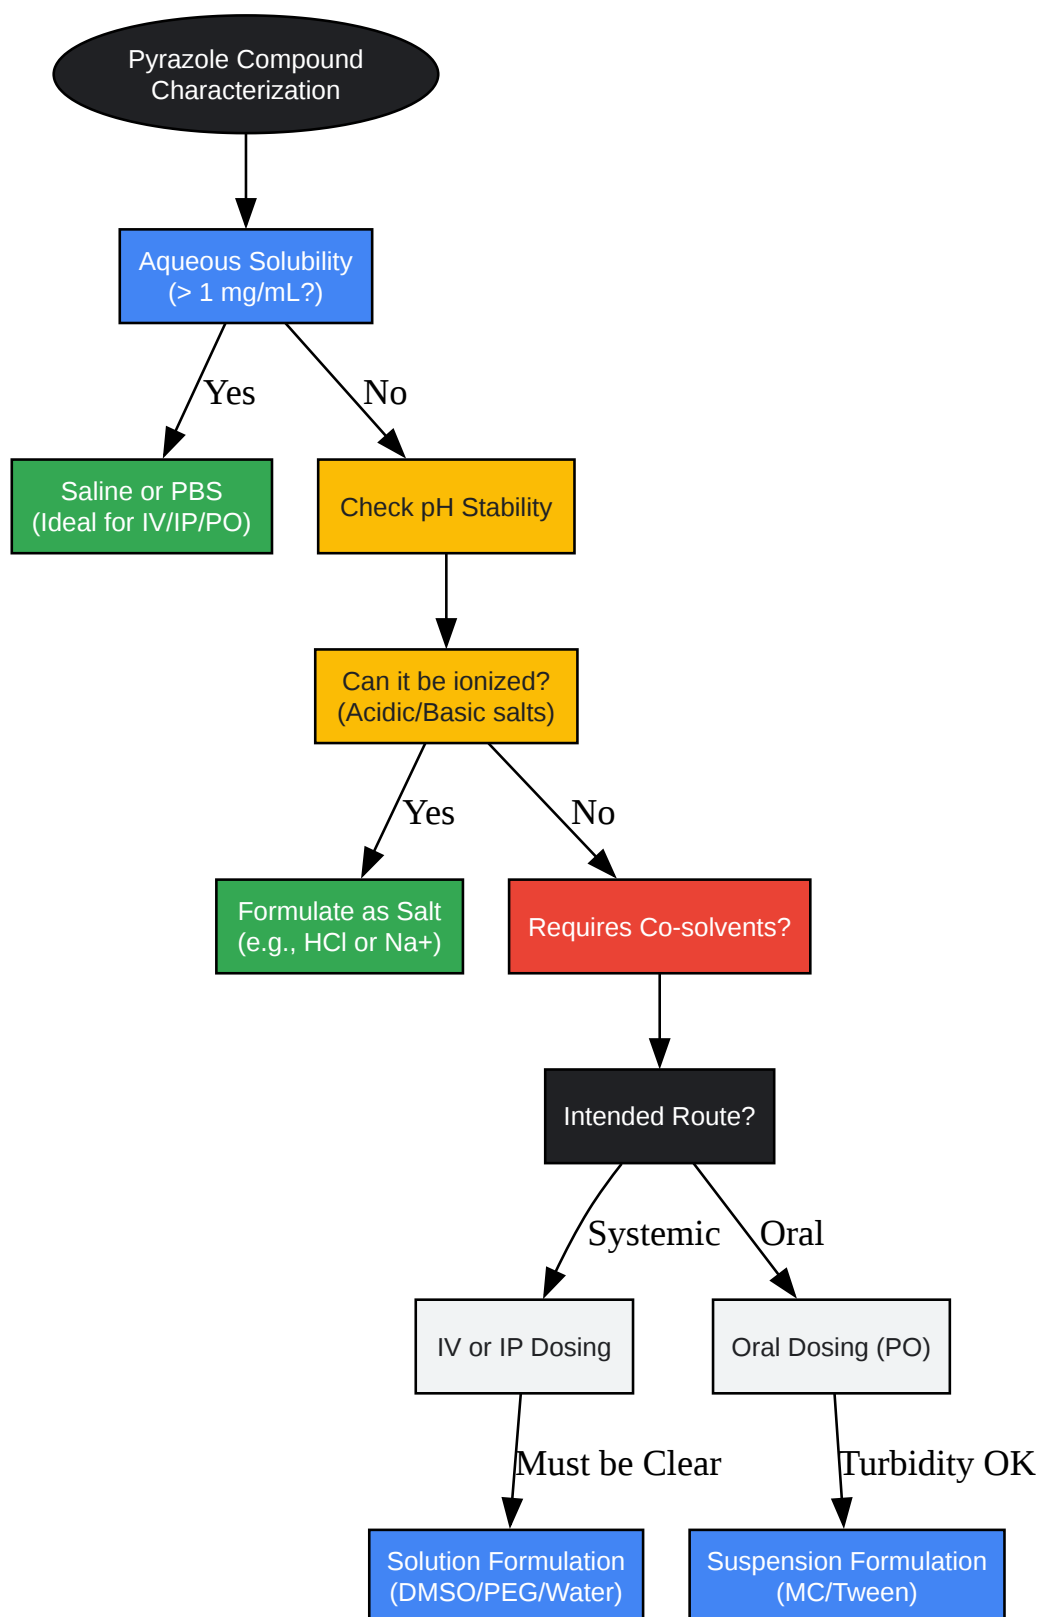 Pyrazole Compound
Characterization
Aqueous Solubility
(> 1 mg/mL?)
Yes
No
Saline or PBS
(Ideal for IV/IP/PO)
Check pH Stability
Can it be ionized?
(Acidic/Basic salts)
Yes
No
Formulate as Salt
(e.g., HCl or Na+)
Requires Co-solvents?
Intended Route?
Systemic
Oral
IV or IP Dosing
Oral Dosing (PO)
Must be Clear
Turbidity OK
Solution Formulation
(DMSO/PEG/Water)
Suspension Formulation
(MC/Tween)